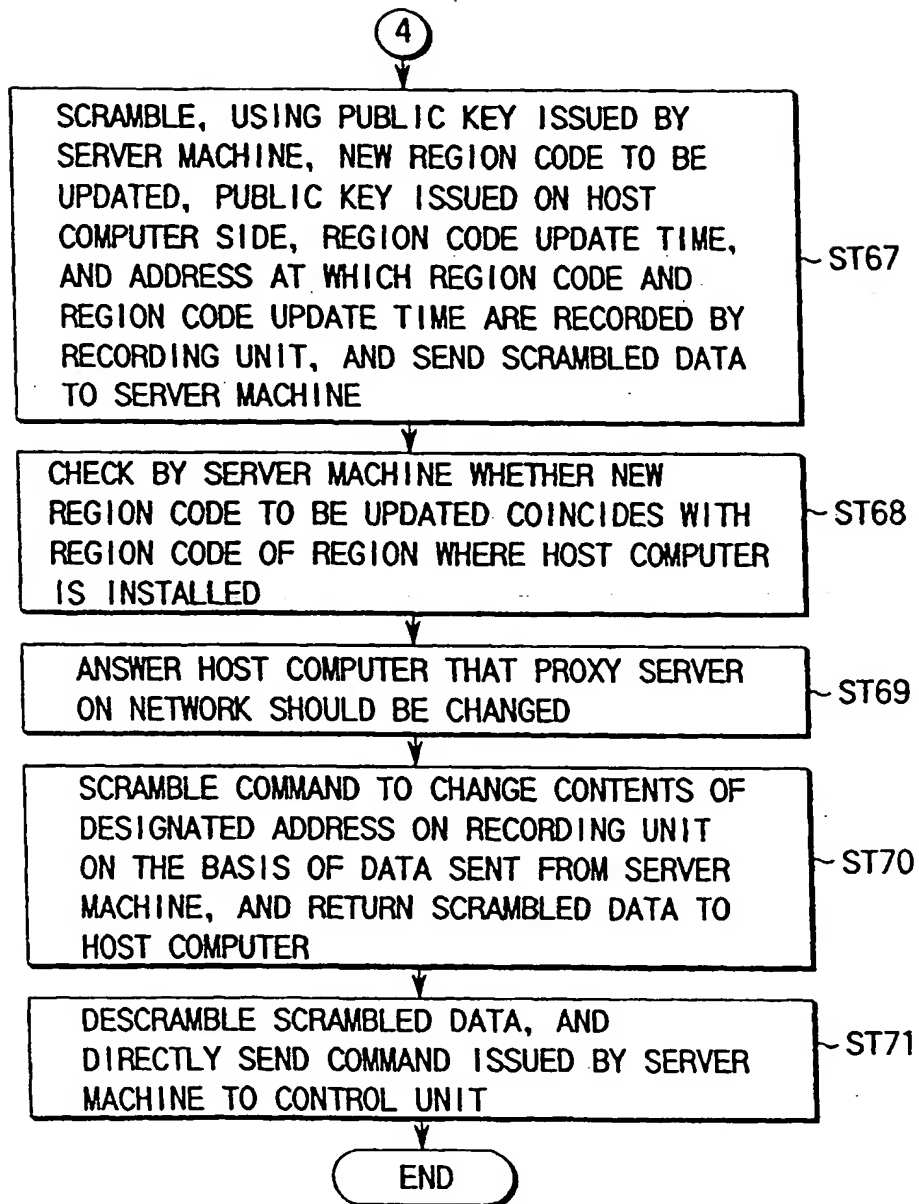 4
SCRAMBLE, USING PUBLIC KEY ISSUED BY
SERVER MACHINE, NEW REGION CODE TO BE
UPDATED, PUBLIC KEY ISSUED ON HOST
COMPUTER SIDE, REGION CODE UPDATE TIME,
AND ADDRESS AT WHICH REGION CODE AND
REGION CODE UPDATE TIME ARE RECORDED BY
RECORDING UNIT, AND SEND SCRAMBLED DATA
TO SERVER MACHINE
ST67
CHECK BY SERVER MACHINE WHETHER NEW
REGION CODE TO BE UPDATED COINCIDES WITH
REGION CODE OF REGION WHERE HOST COMPUTER
IS INSTALLED
ST68
ANSWER HOST COMPUTER THAT PROXY SERVER
ON NETWORK SHOULD BE CHANGED
ST69
SCRAMBLE COMMAND TO CHANGE CONTENTS OF
DESIGNATED ADDRESS ON RECORDING UNIT
ON THE BASIS OF DATA SENT FROM SERVER
MACHINE, AND RETURN SCRAMBLED DATA TO
HOST COMPUTER
ST70
DESCRAMBLE SCRAMBLED DATA, AND
DIRECTLY SEND COMMAND ISSUED BY SERVER
MACHINE TO CONTROL UNIT
ST71
END